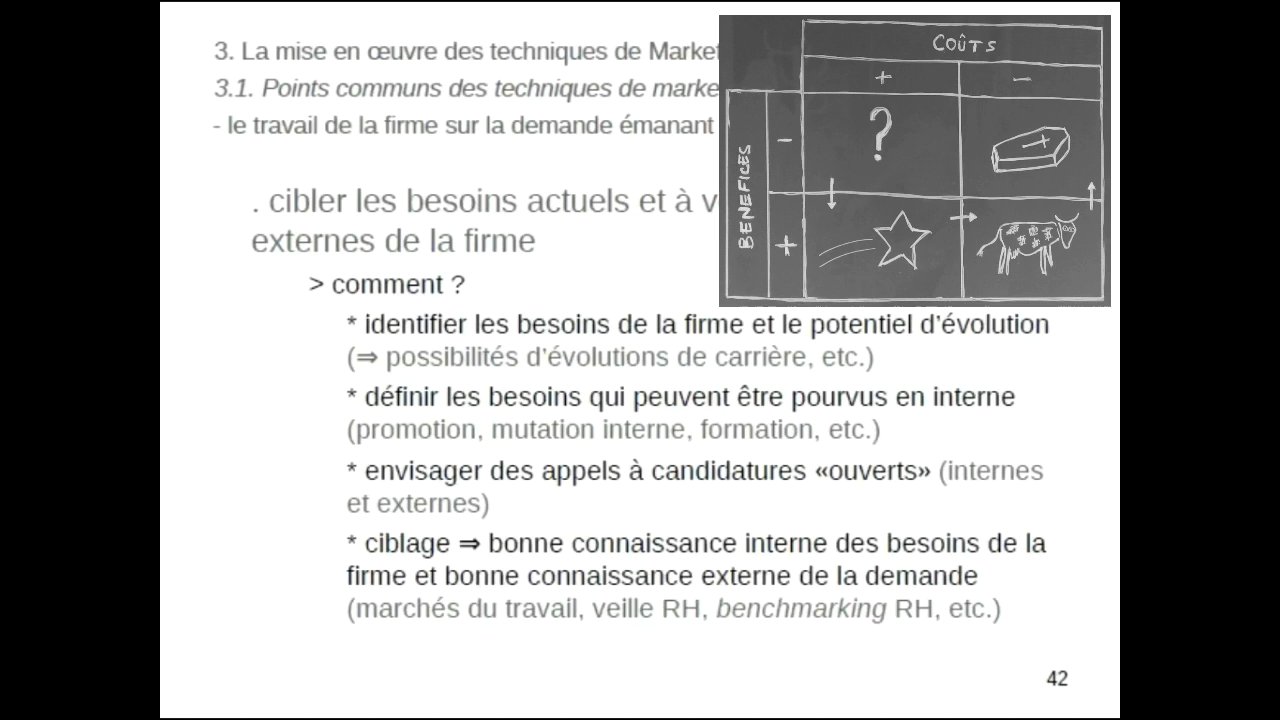 3. La mise en œuvre des techniques de Market
3.1. Points communs des techniques de marke
- le travail de la firme sur la demande émanant
. cibler les besoins actuels et à v
externes de la firme
> comment ?
* identifier les besoins de la firme et le potentiel d’évolution
(⇒ possibilités d’évolutions de carrière, etc.)
* définir les besoins qui peuvent être pourvus en interne
(promotion, mutation interne, formation, etc.)
* envisager des appels à candidatures «ouverts» (internes
et externes)
* ciblage ⇒ bonne connaissance interne des besoins de la
firme et bonne connaissance externe de la demande
(marchés du travail, veille RH, benchmarking RH, etc.)
42
COÛTS
+ −
BENEFICES
−
?
+